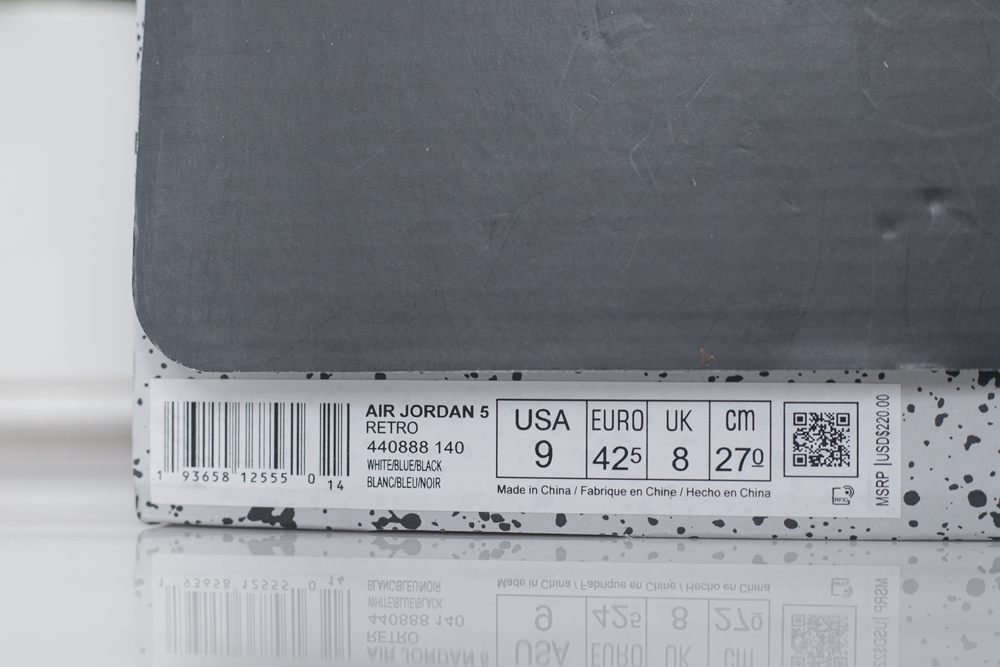 AIR JORDAN 5
RETRO
440888 140
WHITE/BLUE/BLACK
BLANC/BLEU/NOIR
1 93658 12555 0 14
USA EURO UK cm
9 42 5 8 27 0
Made in China / Fabrique en Chine / Hecho en China
RFID
MSRP |USD$220.00